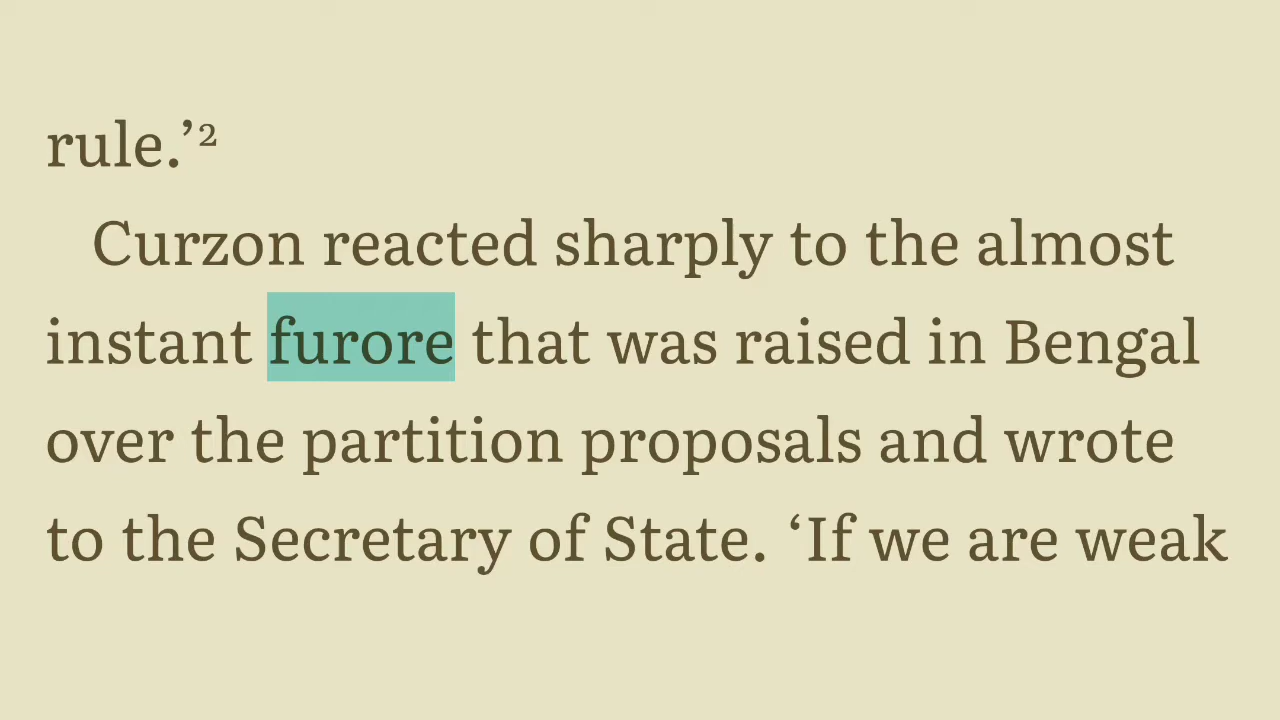 rule.’²
Curzon reacted sharply to the almost
instant furore that was raised in Bengal
over the partition proposals and wrote
to the Secretary of State. ‘If we are weak